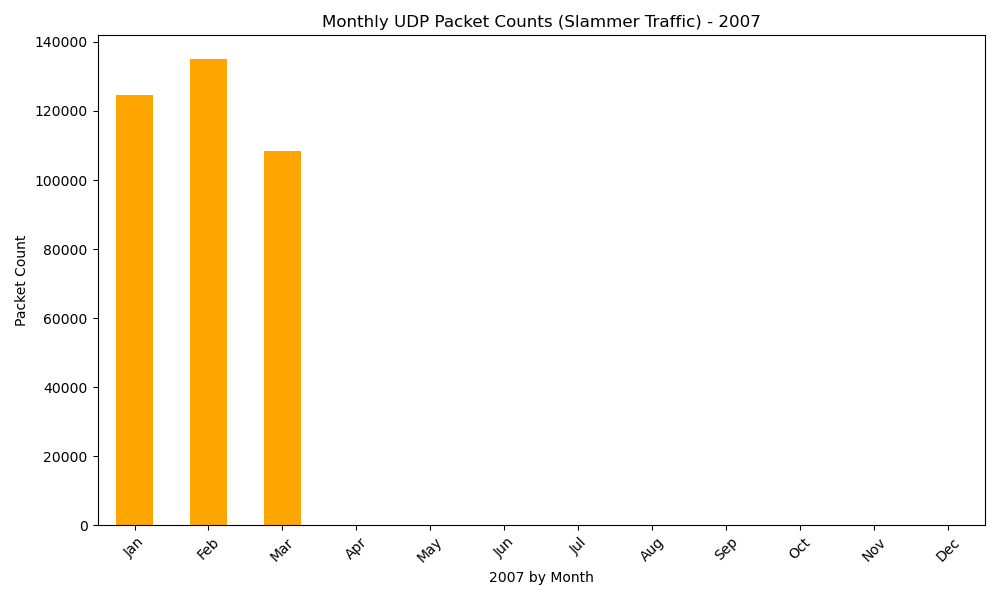 Monthly UDP Packet Counts (Slammer Traffic) - 2007
140000
120000
100000
80000
60000
40000
20000
0
Packet Count
Jan
Feb
Mar
Apr
May
Jun
Jul
Aug
Sep
Oct
Nov
Dec
2007 by Month